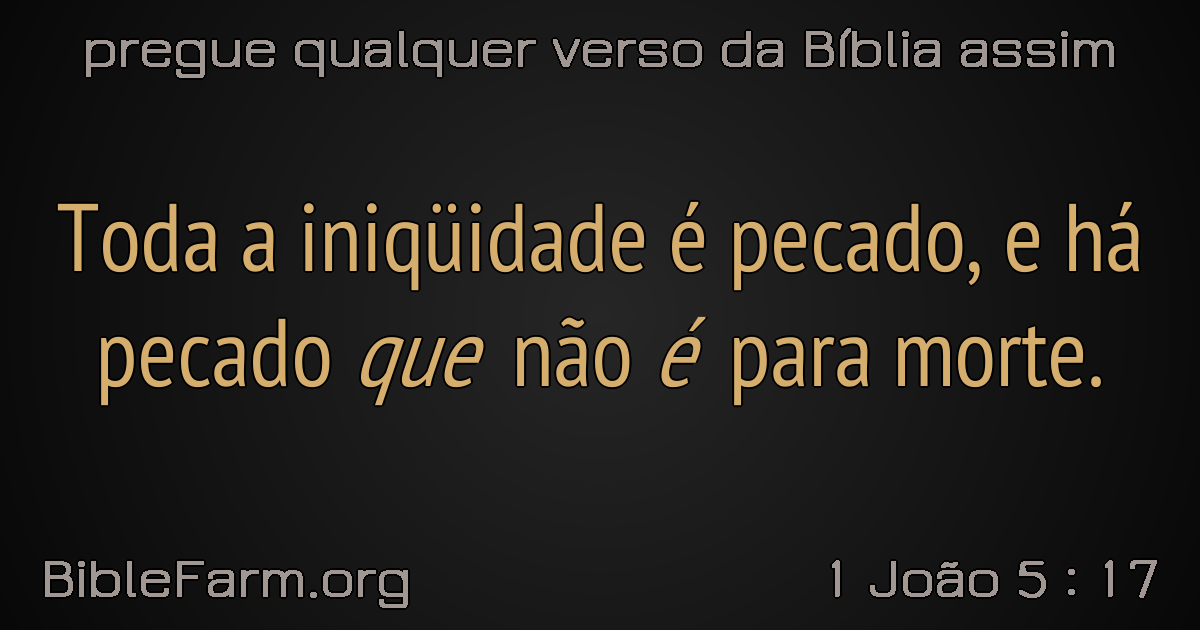 pregue qualquer verso da Bíblia assim
Toda a iniqüidade é pecado, e há
pecado que não é para morte.
BibleFarm.org
1 João 5 : 17